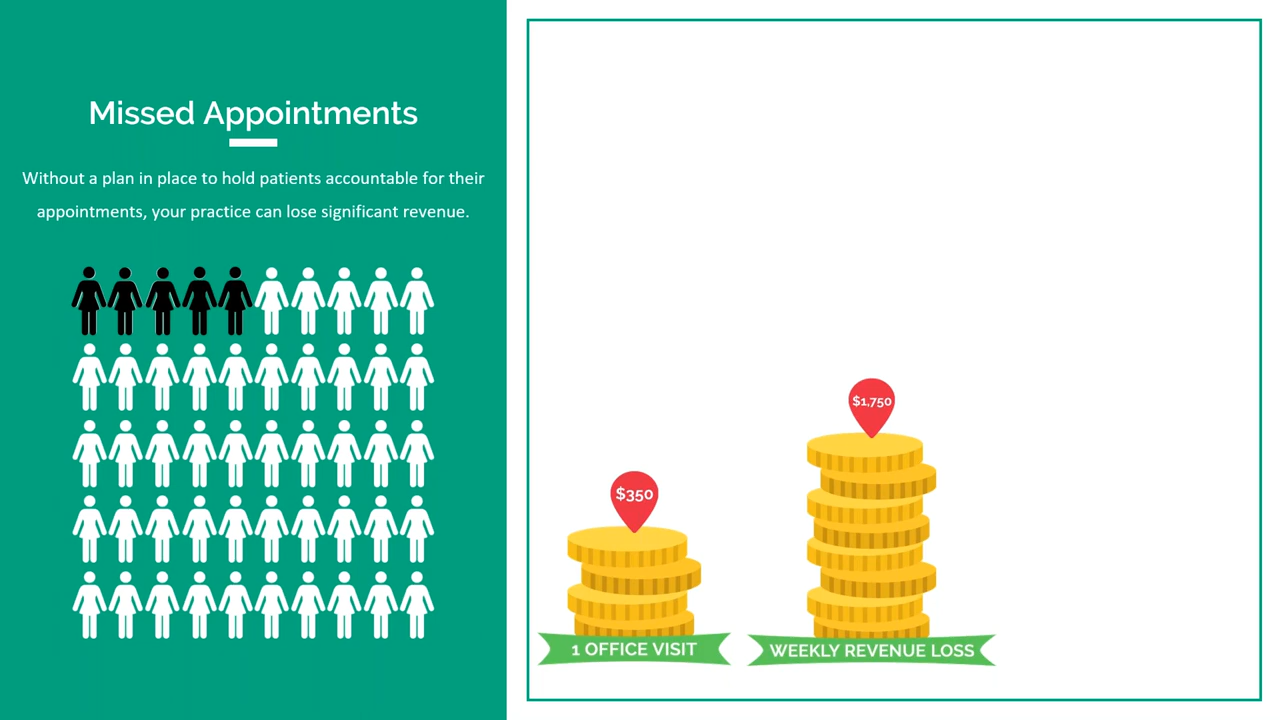 Missed Appointments
Without a plan in place to hold patients accountable for their
appointments, your practice can lose significant revenue.
$1,750
$350
1 OFFICE VISIT
WEEKLY REVENUE LOSS